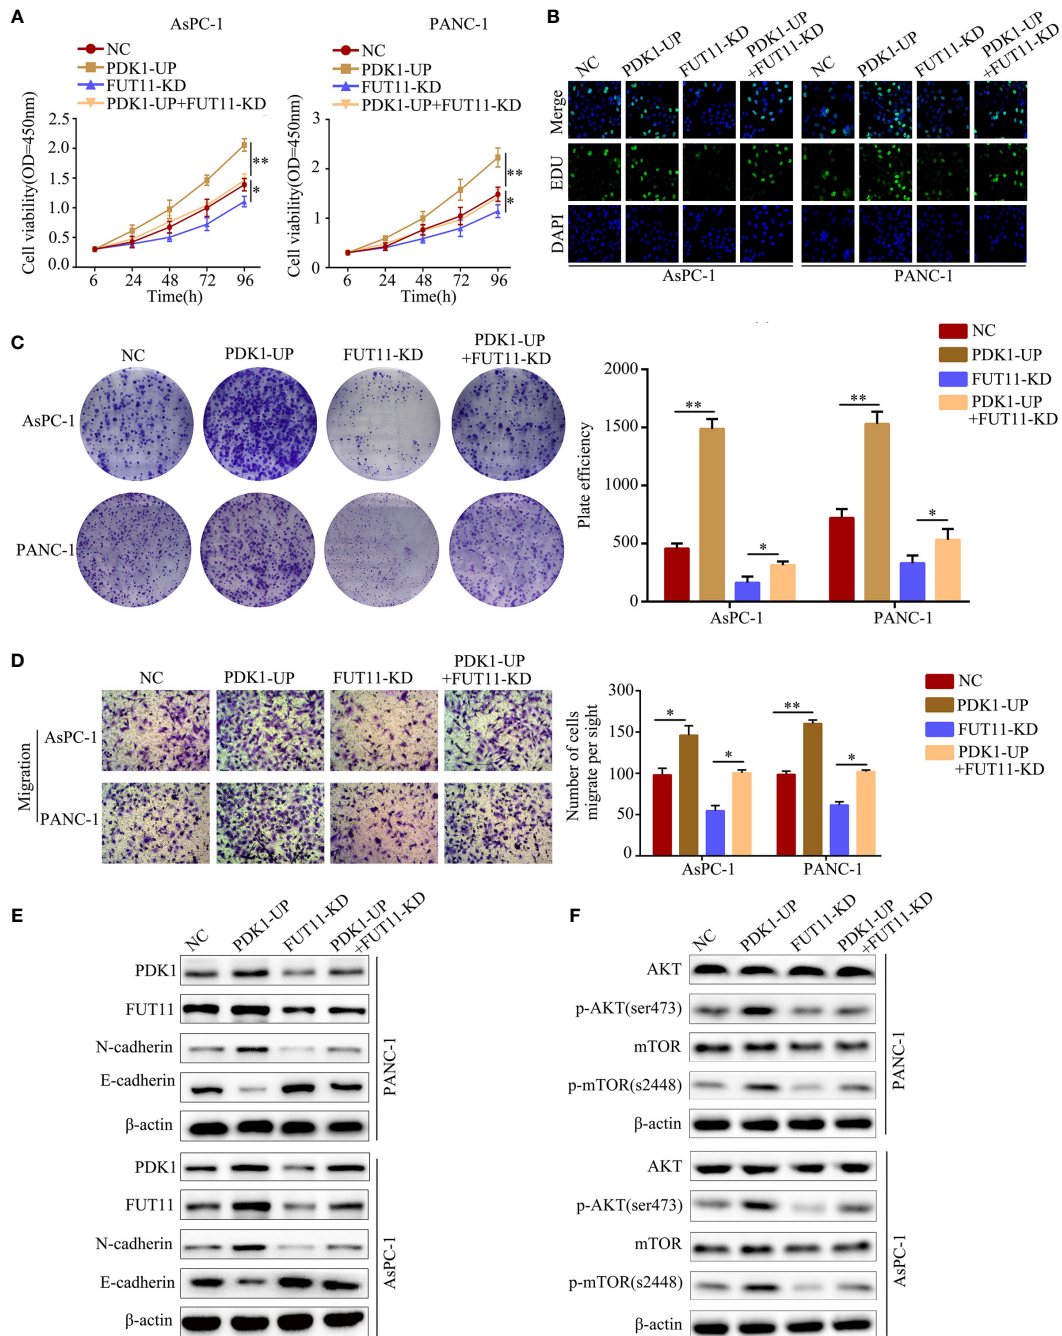 A
AsPC-1
PANC-1
NC
PDK1-UP
FUT11-KD
PDK1-UP+FUT11-KD
NC
PDK1-UP
FUT11-KD
PDK1-UP+FUT11-KD
Cell viability(OD=450nm)
2.5
2.0
1.5
1.0
0.5
0.0
**
*
6 24 48 72 96
Time(h)
Cell viability(OD=450nm)
3
2
1
0
**
*
6 24 48 72 96
Time(h)
B
NC
PDK1-UP
FUT11-KD
PDK1-UP
+FUT11-KD
NC
PDK1-UP
FUT11-KD
PDK1-UP
+FUT11-KD
Merge
EDU
DAPI
AsPC-1
PANC-1
C
NC
PDK1-UP
FUT11-KD
PDK1-UP
+FUT11-KD
AsPC-1
PANC-1
NC
PDK1-UP
FUT11-KD
PDK1-UP
+FUT11-KD
Plate efficiency
2000
1500
1000
500
0
**
*
**
*
AsPC-1
PANC-1
D
NC
PDK1-UP
FUT11-KD
PDK1-UP
+FUT11-KD
Migration
AsPC-1
PANC-1
NC
PDK1-UP
FUT11-KD
PDK1-UP
+FUT11-KD
Number of cells
migrate per sight
300
150
100
50
0
*
*
**
*
AsPC-1
PANC-1
E
NC
PDK1-UP
FUT11-KD
PDK1-UP
+FUT11-KD
PDK1
FUT11
N-cadherin
E-cadherin
β-actin
PANC-1
PDK1
FUT11
N-cadherin
E-cadherin
β-actin
AsPC-1
F
NC
PDK1-UP
FUT11-KD
PDK1-UP
+FUT11-KD
AKT
p-AKT(ser473)
mTOR
p-mTOR(s2448)
β-actin
PANC-1
AKT
p-AKT(ser473)
mTOR
p-mTOR(s2448)
β-actin
AsPC-1